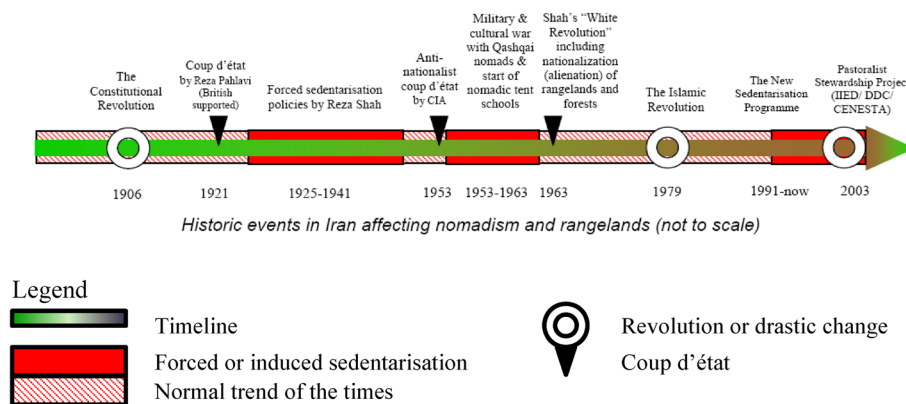 The
Constitutional
Revolution
Coup d’état
by Reza Pahlavi
(British
supported)
Forced sedentarisation
policies by Reza Shah
Anti-
nationalist
coup d’état
by CIA
Military &
cultural war
with Qashqai
nomads &
start of
nomadic tent
schools
Shah’s “White
Revolution”
including
nationalization
(alienation) of
rangelands and
forests
The Islamic
Revolution
The New
Sedentarisation
Programme
Pastoralist
Stewardship Project
(IIED/ DDC/
CENESTA)
1906
1921
1925-1941
1953
1953-1963
1963
1979
1991-now
2003
Historic events in Iran affecting nomadism and rangelands (not to scale)
Legend
Timeline
Forced or induced sedentarisation
Normal trend of the times
Revolution or drastic change
Coup d’état